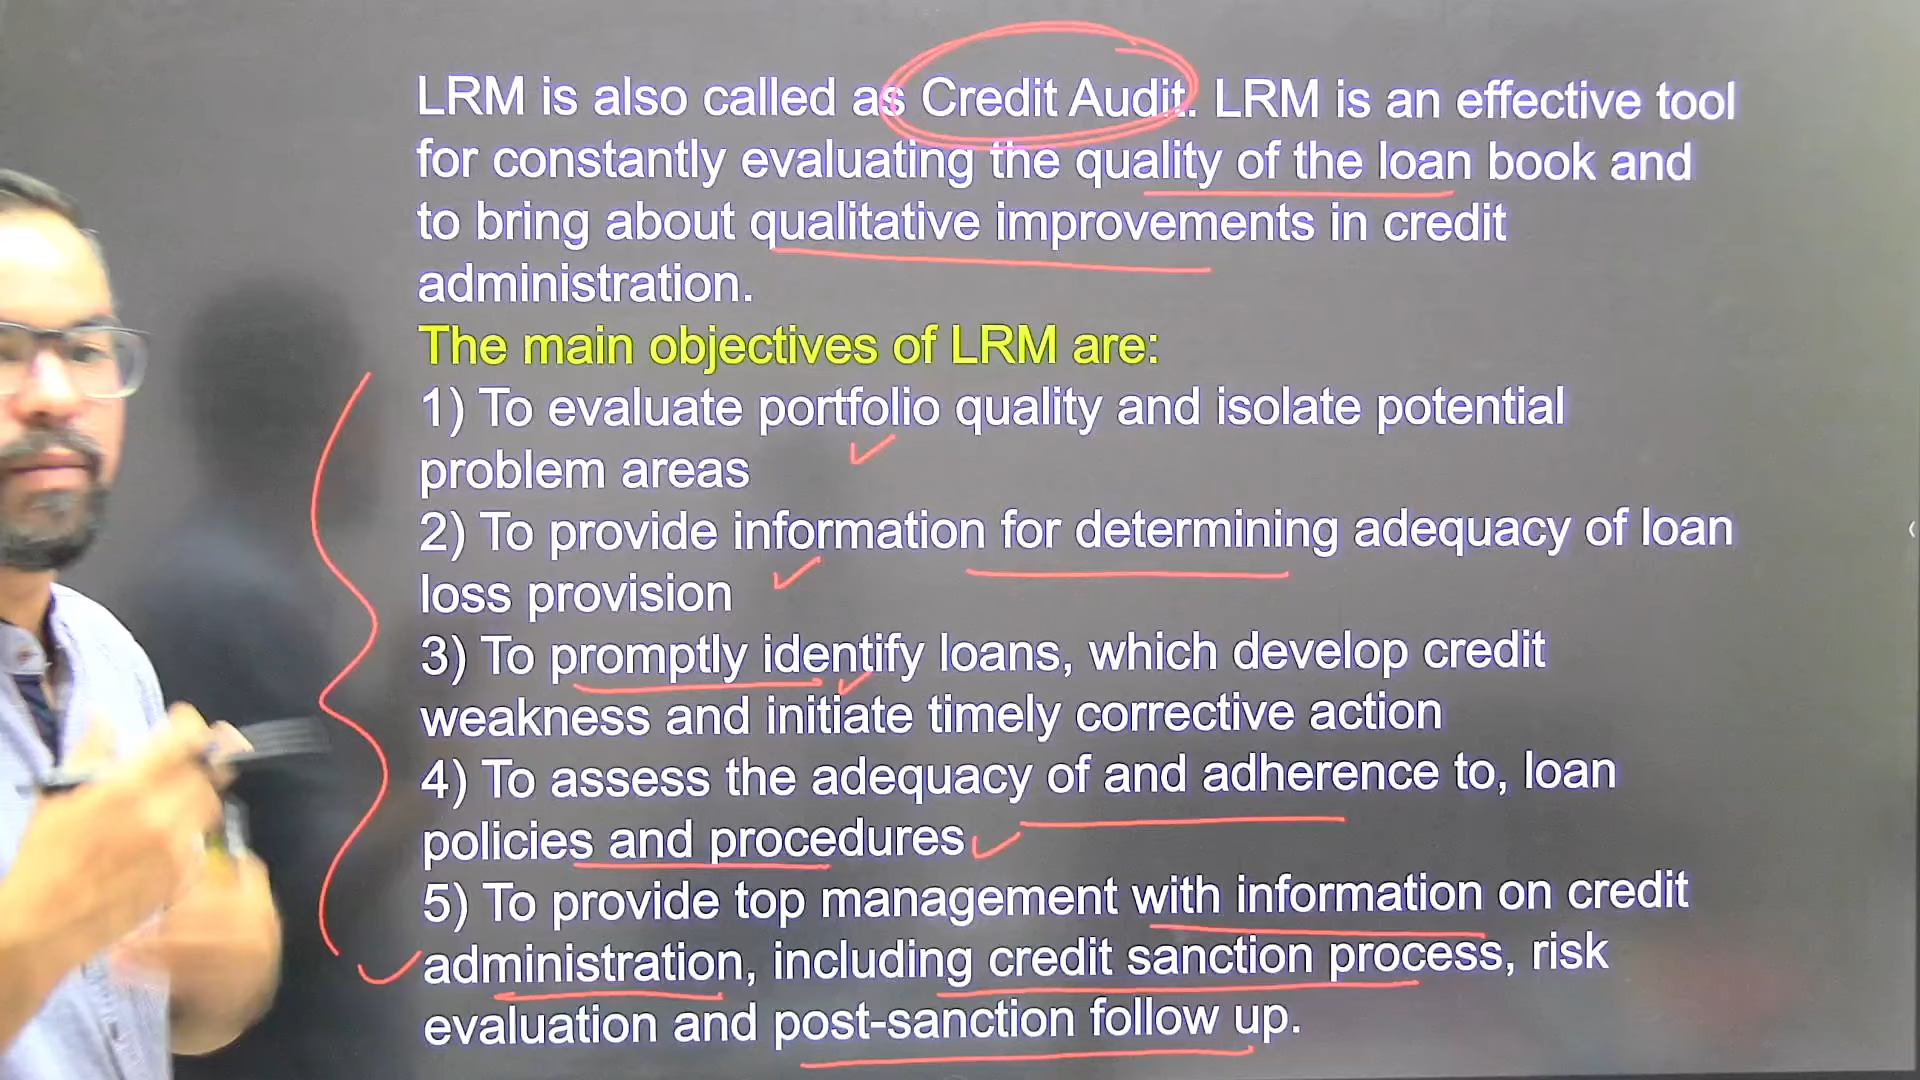 LRM is also called as Credit Audit. LRM is an effective tool
for constantly evaluating the quality of the loan book and
to bring about qualitative improvements in credit
administration.
The main objectives of LRM are:
1) To evaluate portfolio quality and isolate potential
problem areas
2) To provide information for determining adequacy of loan
loss provision
3) To promptly identify loans, which develop credit
weakness and initiate timely corrective action
4) To assess the adequacy of and adherence to, loan
policies and procedures
5) To provide top management with information on credit
administration, including credit sanction process, risk
evaluation and post-sanction follow up.